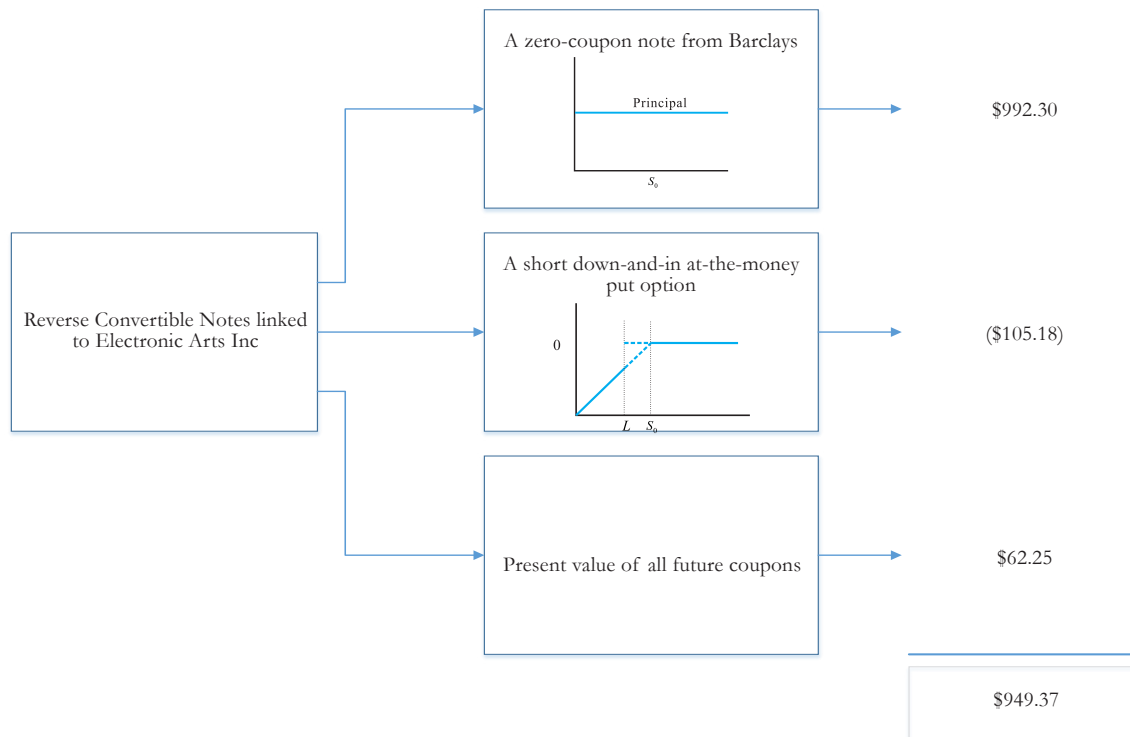 A zero-coupon note from Barclays
Principal
S₀
$992.30
Reverse Convertible Notes linked
to Electronic Arts Inc
A short down-and-in at-the-money
put option
0
L S₀
($105.18)
Present value of all future coupons
$62.25
$949.37